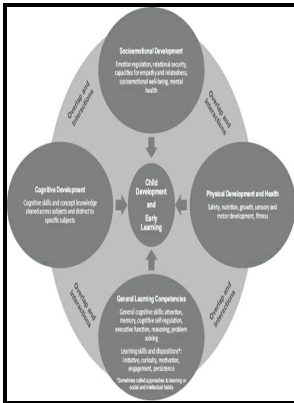 Socioemotional Development
Emotion regulation, relational security,
capacities for empathy and relatedness,
socioemotional well-being, mental
health
Overlap and
Interactions
Overlap and
Interactions
Cognitive Development
Cognitive skills and concept knowledge
shared across subjects and distinct to
specific subjects
Child
Development
and
Early
Learning
Physical Development and Health
Safety, nutrition, growth, sensory and
motor development, fitness
Overlap and
Interactions
Overlap and
Interactions
General Learning Competencies
General cognitive skills: attention,
memory, cognitive self-regulation,
executive function, reasoning, problem
solving
Learning skills and dispositions*:
initiative, curiosity, motivation,
engagement, persistence
*Sometimes called approaches to learning or
social and intellectual habits